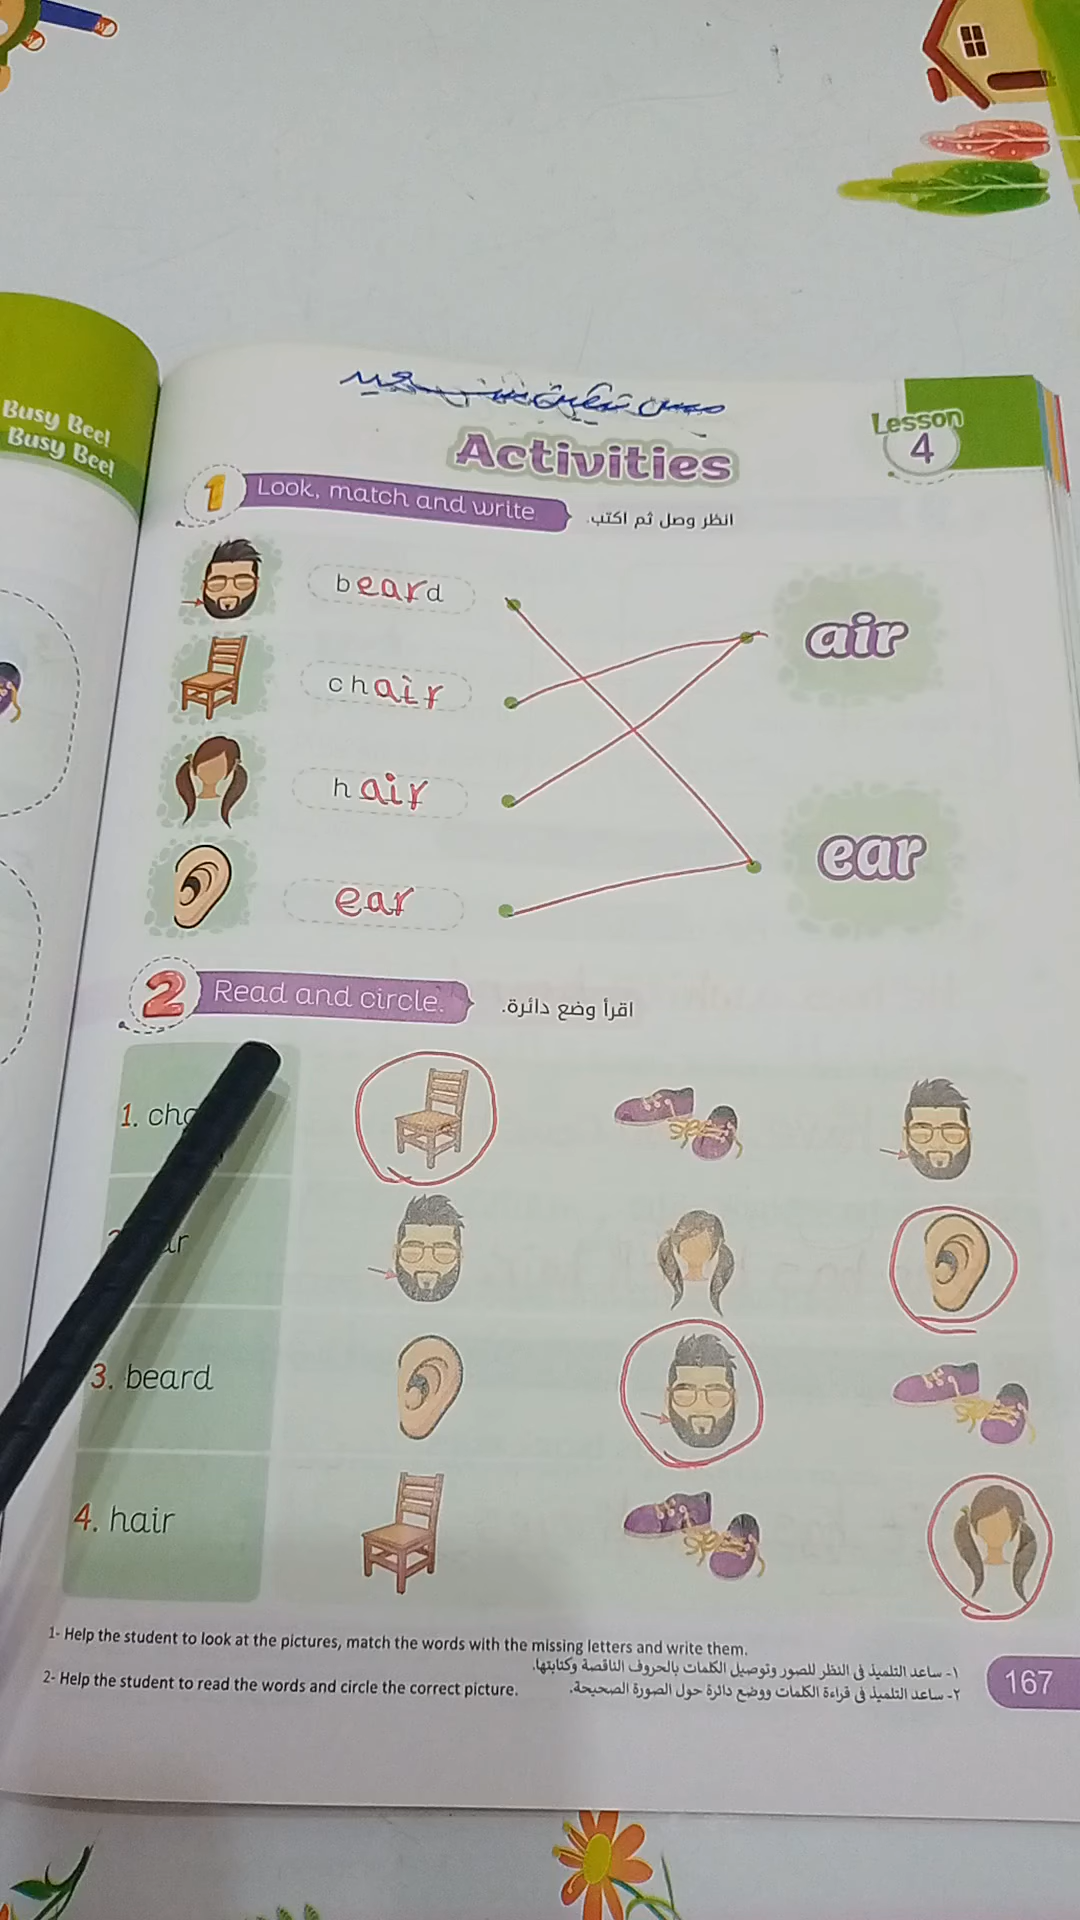 Busy Bee!
Busy Bee!
Activities
Lesson
4
1 Look, match and write.
انظر وصل ثم اكتب.
beard
chair
hair
ear
air
ear
2 Read and circle.
اقرأ وضع دائرة.
1.
3. beard
4. hair
1- Help the student to look at the pictures, match the words with the missing letters and write them.
١- ساعد التلميذ فى النظر للصور وتوصيل الكلمات بالحروف الناقصة وكتابتها.
2- Help the student to read the words and circle the correct picture.
٢- ساعد التلميذ فى قراءة الكلمات ووضع دائرة حول الصورة الصحيحة.
167